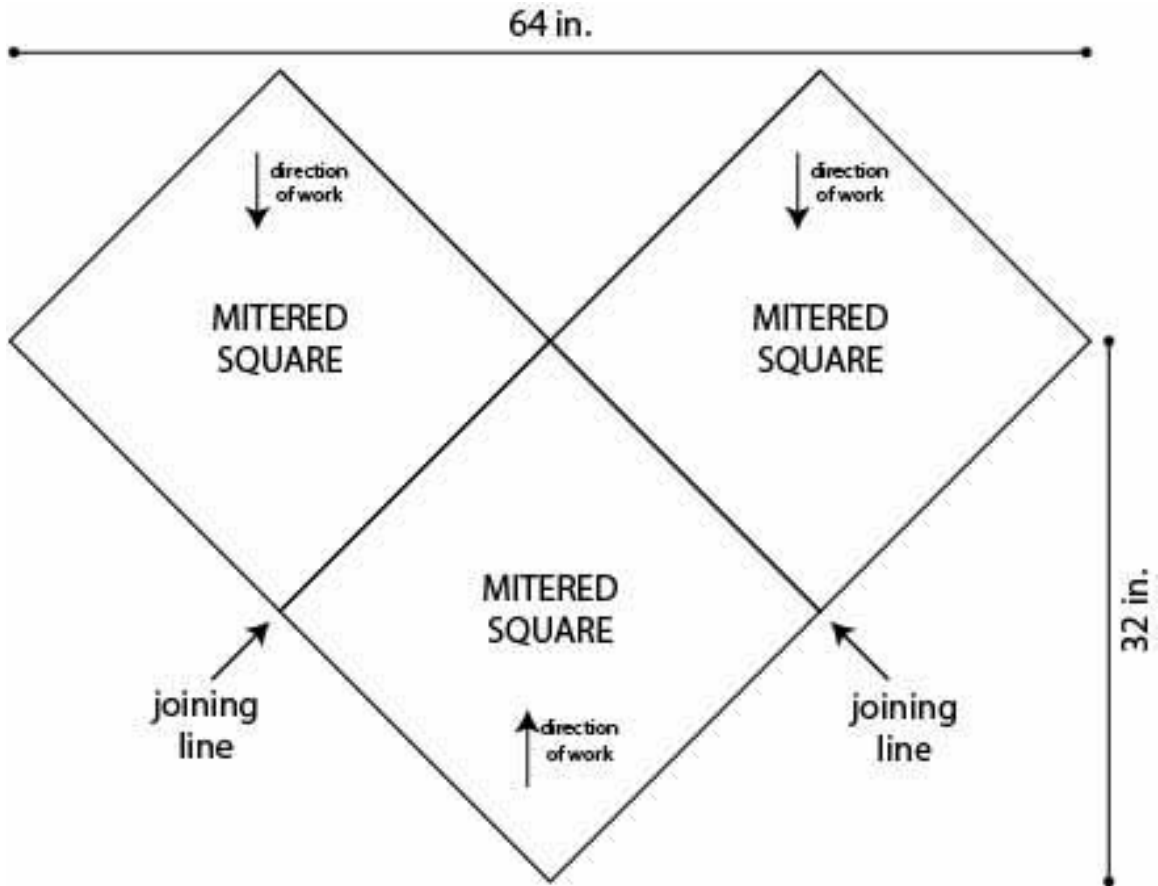 64 in.
direction
of work
direction
of work
MITERED
SQUARE
MITERED
SQUARE
MITERED
SQUARE
32 in.
joining
line
direction
of work
joining
line